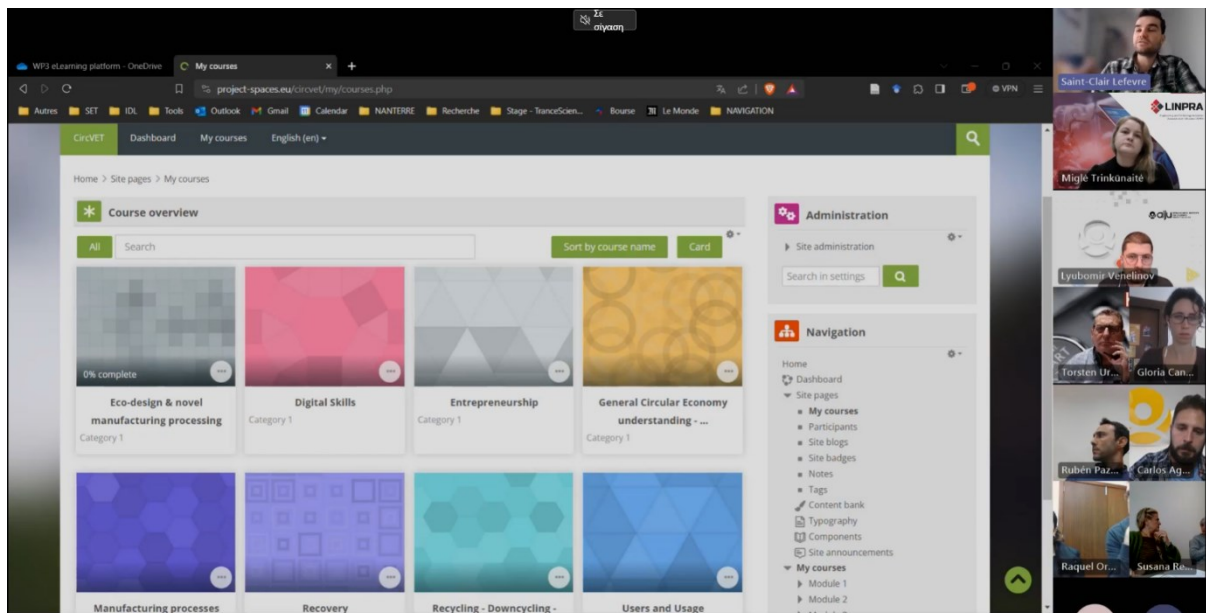 Σε
σίγαση
WP3 eLearning platform - OneDrive
My courses
project-spaces.eu/circvet/my/courses.php
VPN
Autres
SET
IDL
Tools
Outlook
Gmail
Calendar
NANTERRE
Recherche
Stage - TranceScien...
Bourse
Le Monde
NAVIGATION
CircVET
Dashboard
My courses
English (en)
Home > Site pages > My courses
Course overview
All
Search
Sort by course name
Card
0% complete
Eco-design & novel
manufacturing processing
Category 1
Digital Skills
Category 1
Entrepreneurship
Category 1
General Circular Economy
understanding - ...
Category 1
Manufacturing processes
Recovery
Recycling - Downcycling -
Users and Usage
Administration
Site administration
Search in settings
Navigation
Home
Dashboard
Site pages
My courses
Participants
Site blogs
Site badges
Notes
Tags
Content bank
Typography
Components
Site announcements
My courses
Module 1
Module 2
Saint-Clair Lefevre
LINPRA
Miglė Trinkūnaitė
Lyubomir Venelinov
Torsten Ur...
Gloria Can...
Rubén Paz...
Carlos Ag...
Raquel Or...
Susana Re...